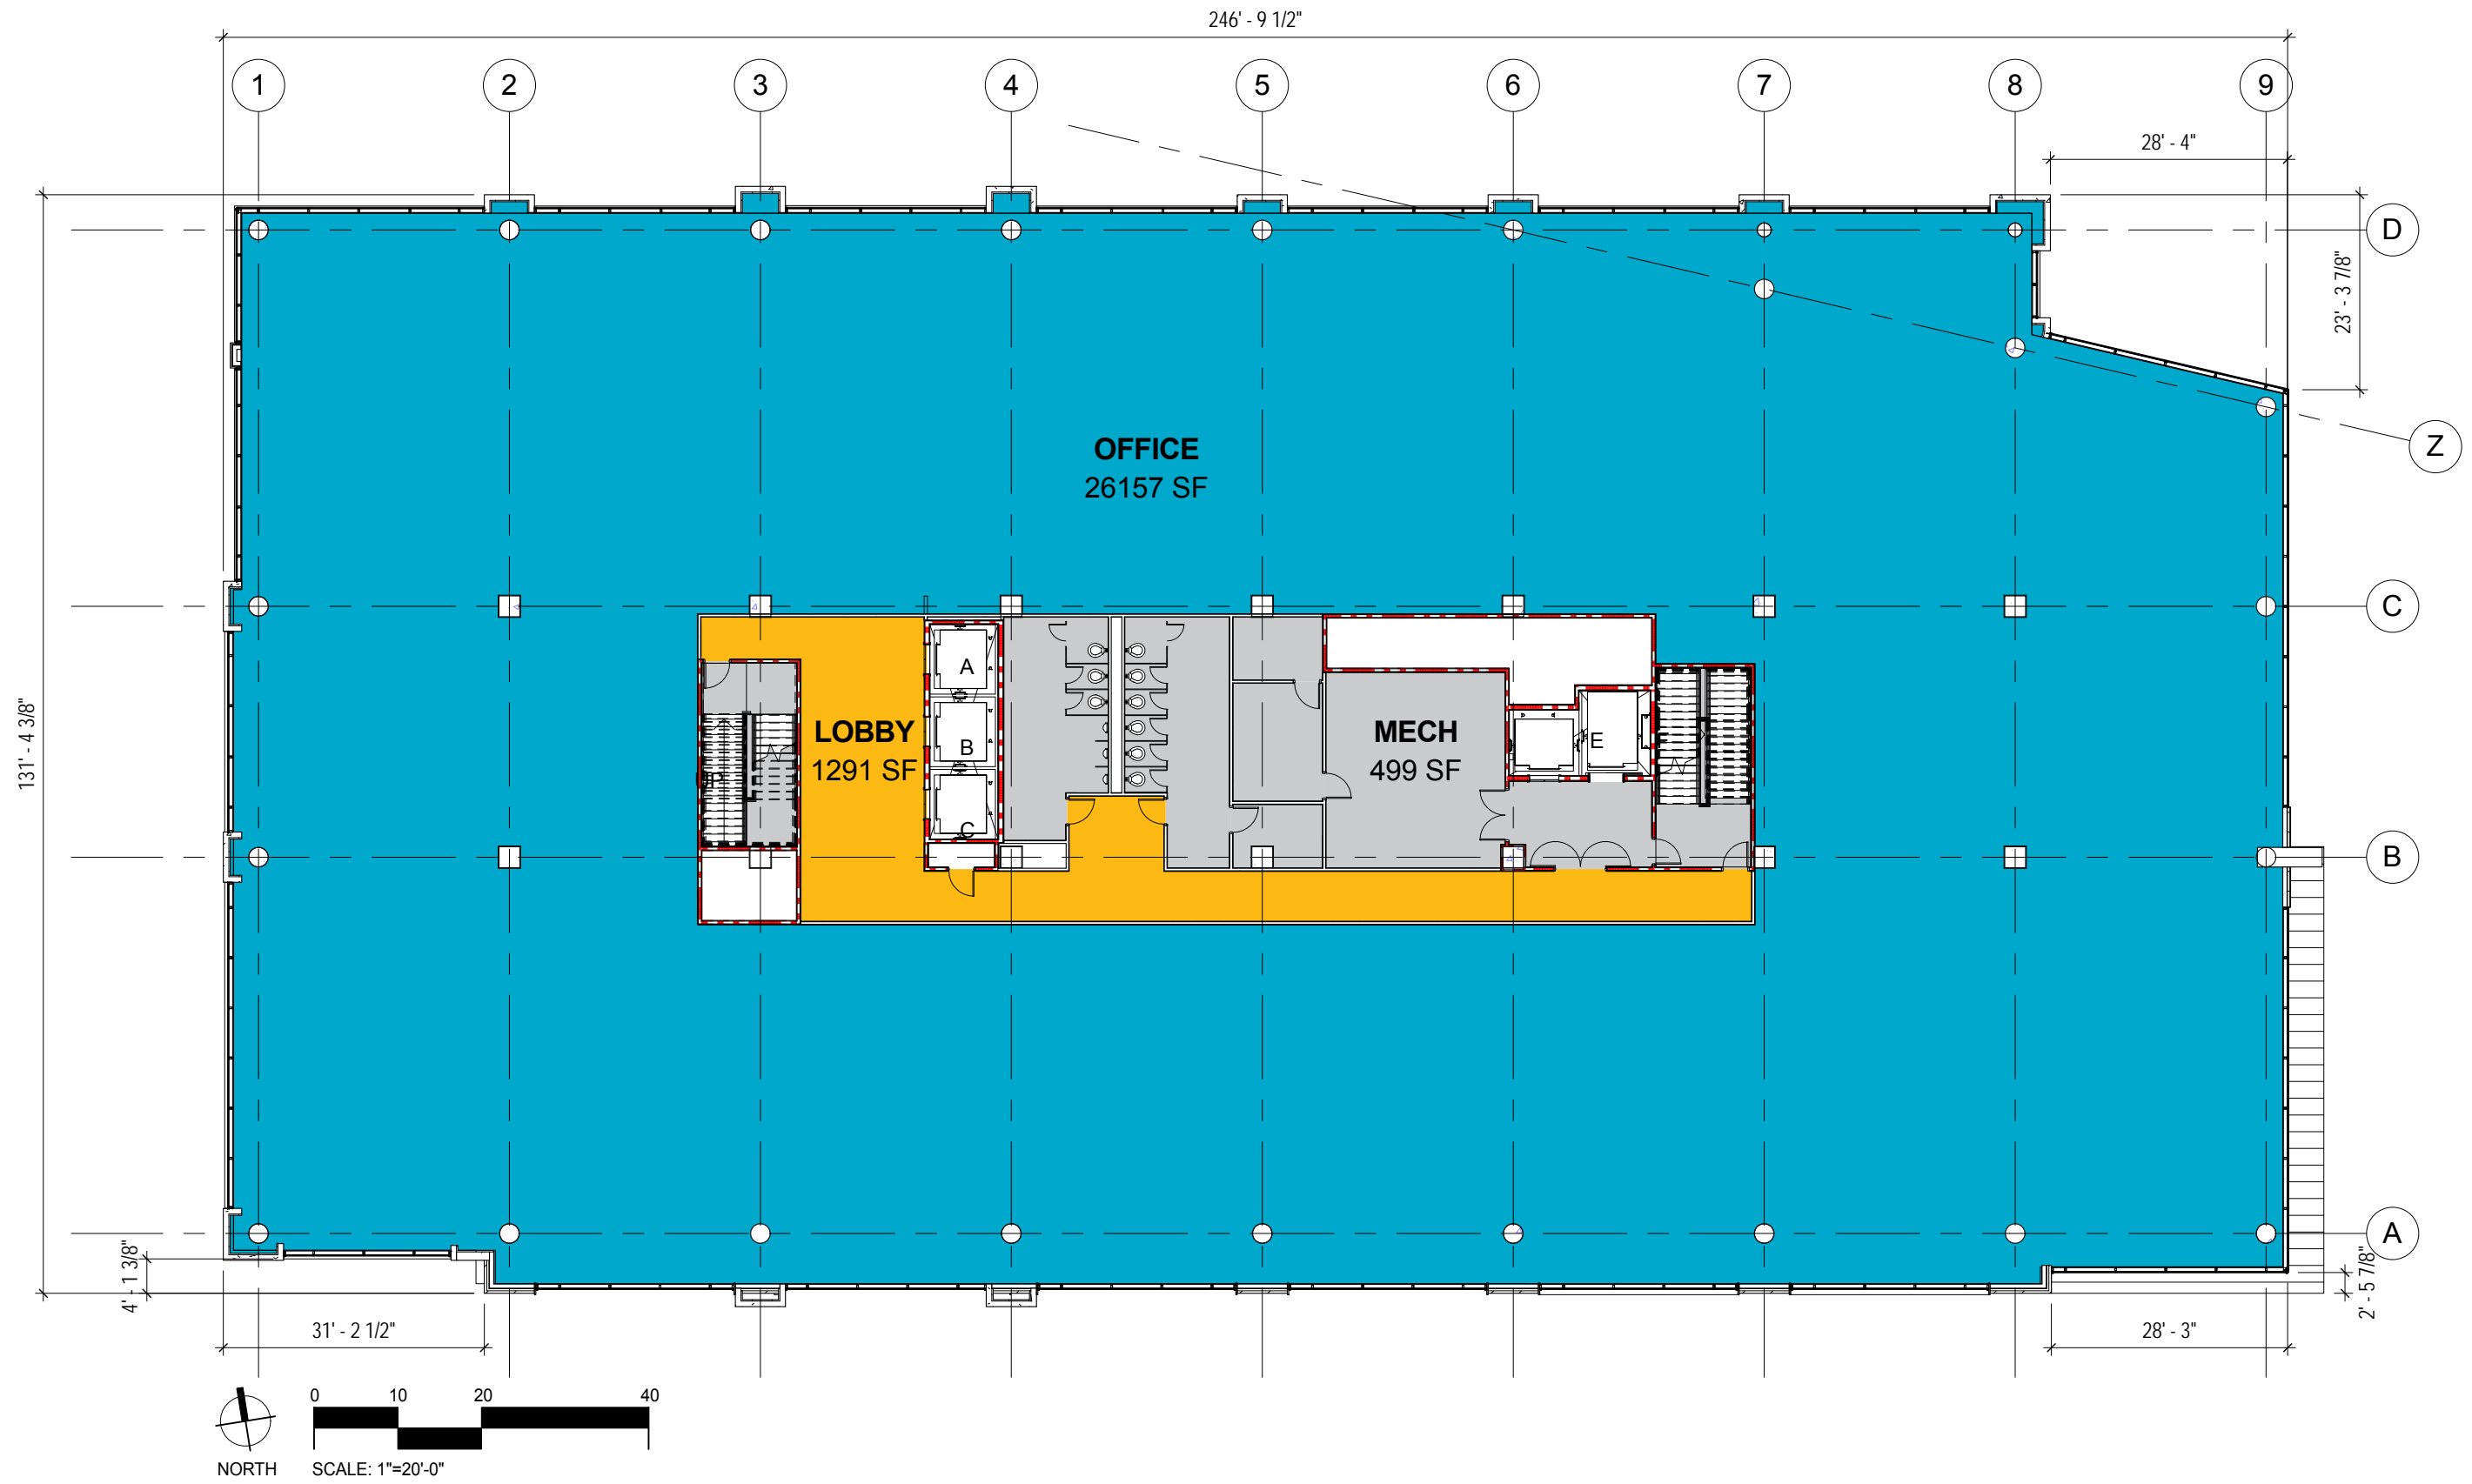 246' - 9 1/2"
1 2 3 4 5 6 7 8 9
28' - 4"
D
23' - 3 7/8"
Z
OFFICE
26157 SF
C
131' - 4 3/8"
A
LOBBY
1291 SF
B
C
MECH
499 SF
E
B
A
4' - 1 3/8"
2' - 5 7/8"
31' - 2 1/2"
28' - 3"
0 10 20 40
NORTH
SCALE: 1"=20'-0"